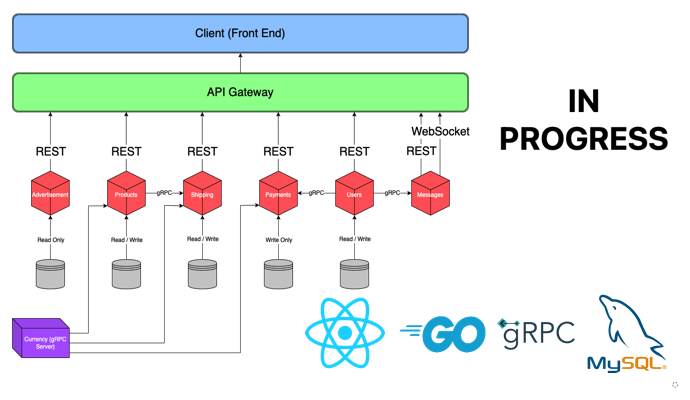 Client (Front End)
API Gateway
IN
PROGRESS
WebSocket
REST
REST
REST
REST
REST
REST
Advertisement
Products
gRPC
Shipping
Payments
gRPC
Users
gRPC
Messages
Read Only
Read / Write
Read / Write
Write Only
Read / Write
Currency (gRPC
Server)
GO
gRPC
MySQL®